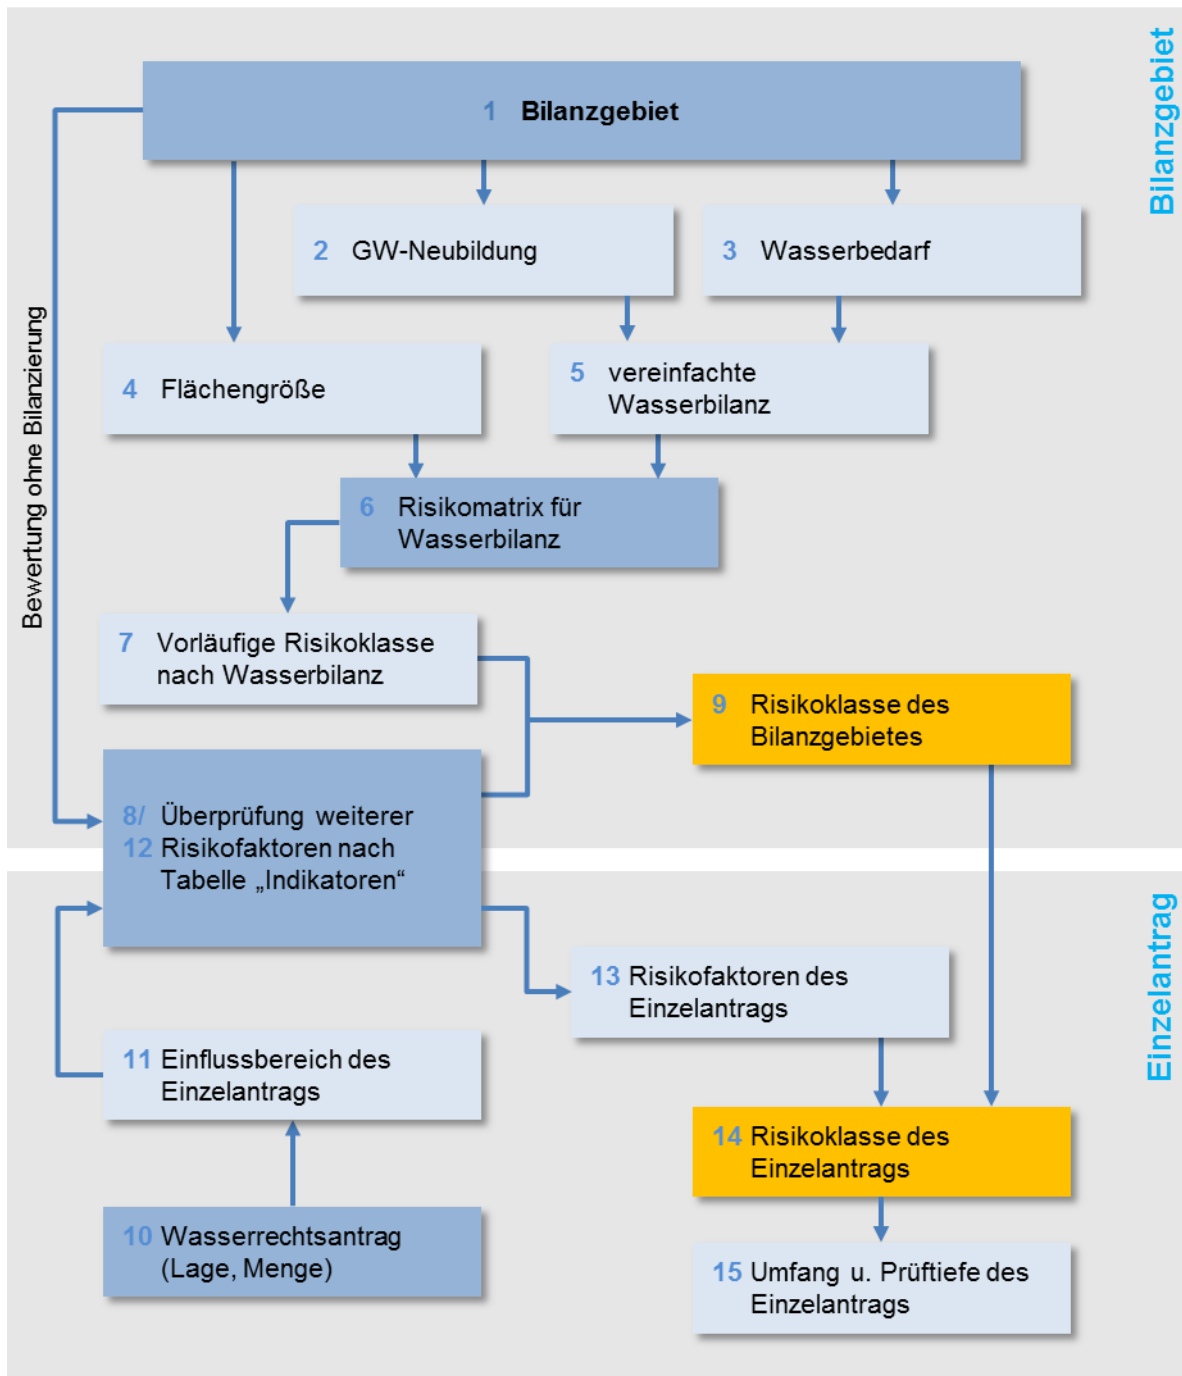 Bilanzgebiet
1 Bilanzgebiet
2 GW-Neubildung
3 Wasserbedarf
Bewertung ohne Bilanzierung
4 Flächengröße
5 vereinfachte
Wasserbilanz
6 Risikomatrix für
Wasserbilanz
7 Vorläufige Risikoklasse
nach Wasserbilanz
9 Risikoklasse des
Bilanzgebietes
8/ Überprüfung weiterer
12 Risikofaktoren nach
Tabelle „Indikatoren“
Einzelantrag
13 Risikofaktoren des
Einzelantrags
11 Einflussbereich des
Einzelantrags
14 Risikoklasse des
Einzelantrags
10 Wasserrechtsantrag
(Lage, Menge)
15 Umfang u. Prüftiefe des
Einzelantrags